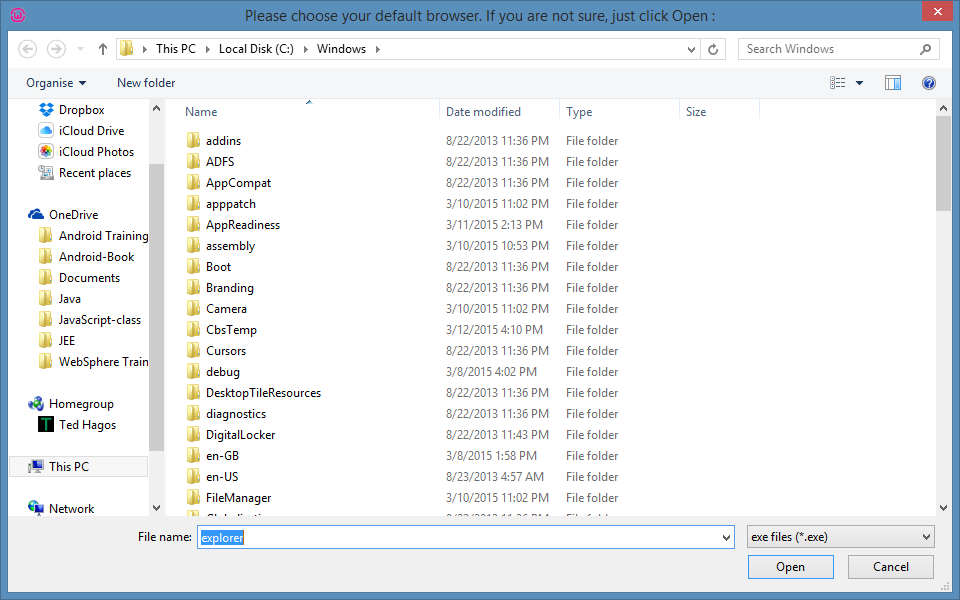 Please choose your default browser. If you are not sure, just click Open :
This PC Local Disk (C:) Windows
Search Windows
Organise New folder
Dropbox
iCloud Drive
iCloud Photos
Recent places
OneDrive
Android Training
Android-Book
Documents
Java
JavaScript-class
JEE
WebSphere Train
Homegroup
Ted Hagos
This PC
Network
Name Date modified Type Size
addins 8/22/2013 11:36 PM File folder
ADFS 8/22/2013 11:36 PM File folder
AppCompat 8/22/2013 11:36 PM File folder
apppatch 3/10/2015 11:02 PM File folder
AppReadiness 3/11/2015 2:13 PM File folder
assembly 3/10/2015 10:53 PM File folder
Boot 8/22/2013 11:36 PM File folder
Branding 8/22/2013 11:36 PM File folder
Camera 3/10/2015 11:02 PM File folder
CbsTemp 3/12/2015 4:10 PM File folder
Cursors 8/22/2013 11:36 PM File folder
debug 3/8/2015 4:02 PM File folder
DesktopTileResources 8/22/2013 11:36 PM File folder
diagnostics 8/22/2013 11:36 PM File folder
DigitalLocker 8/22/2013 11:43 PM File folder
en-GB 3/8/2015 1:58 PM File folder
en-US 8/23/2013 4:57 AM File folder
FileManager 3/10/2015 11:02 PM File folder
File name: explorer exe files (*.exe)
Open Cancel